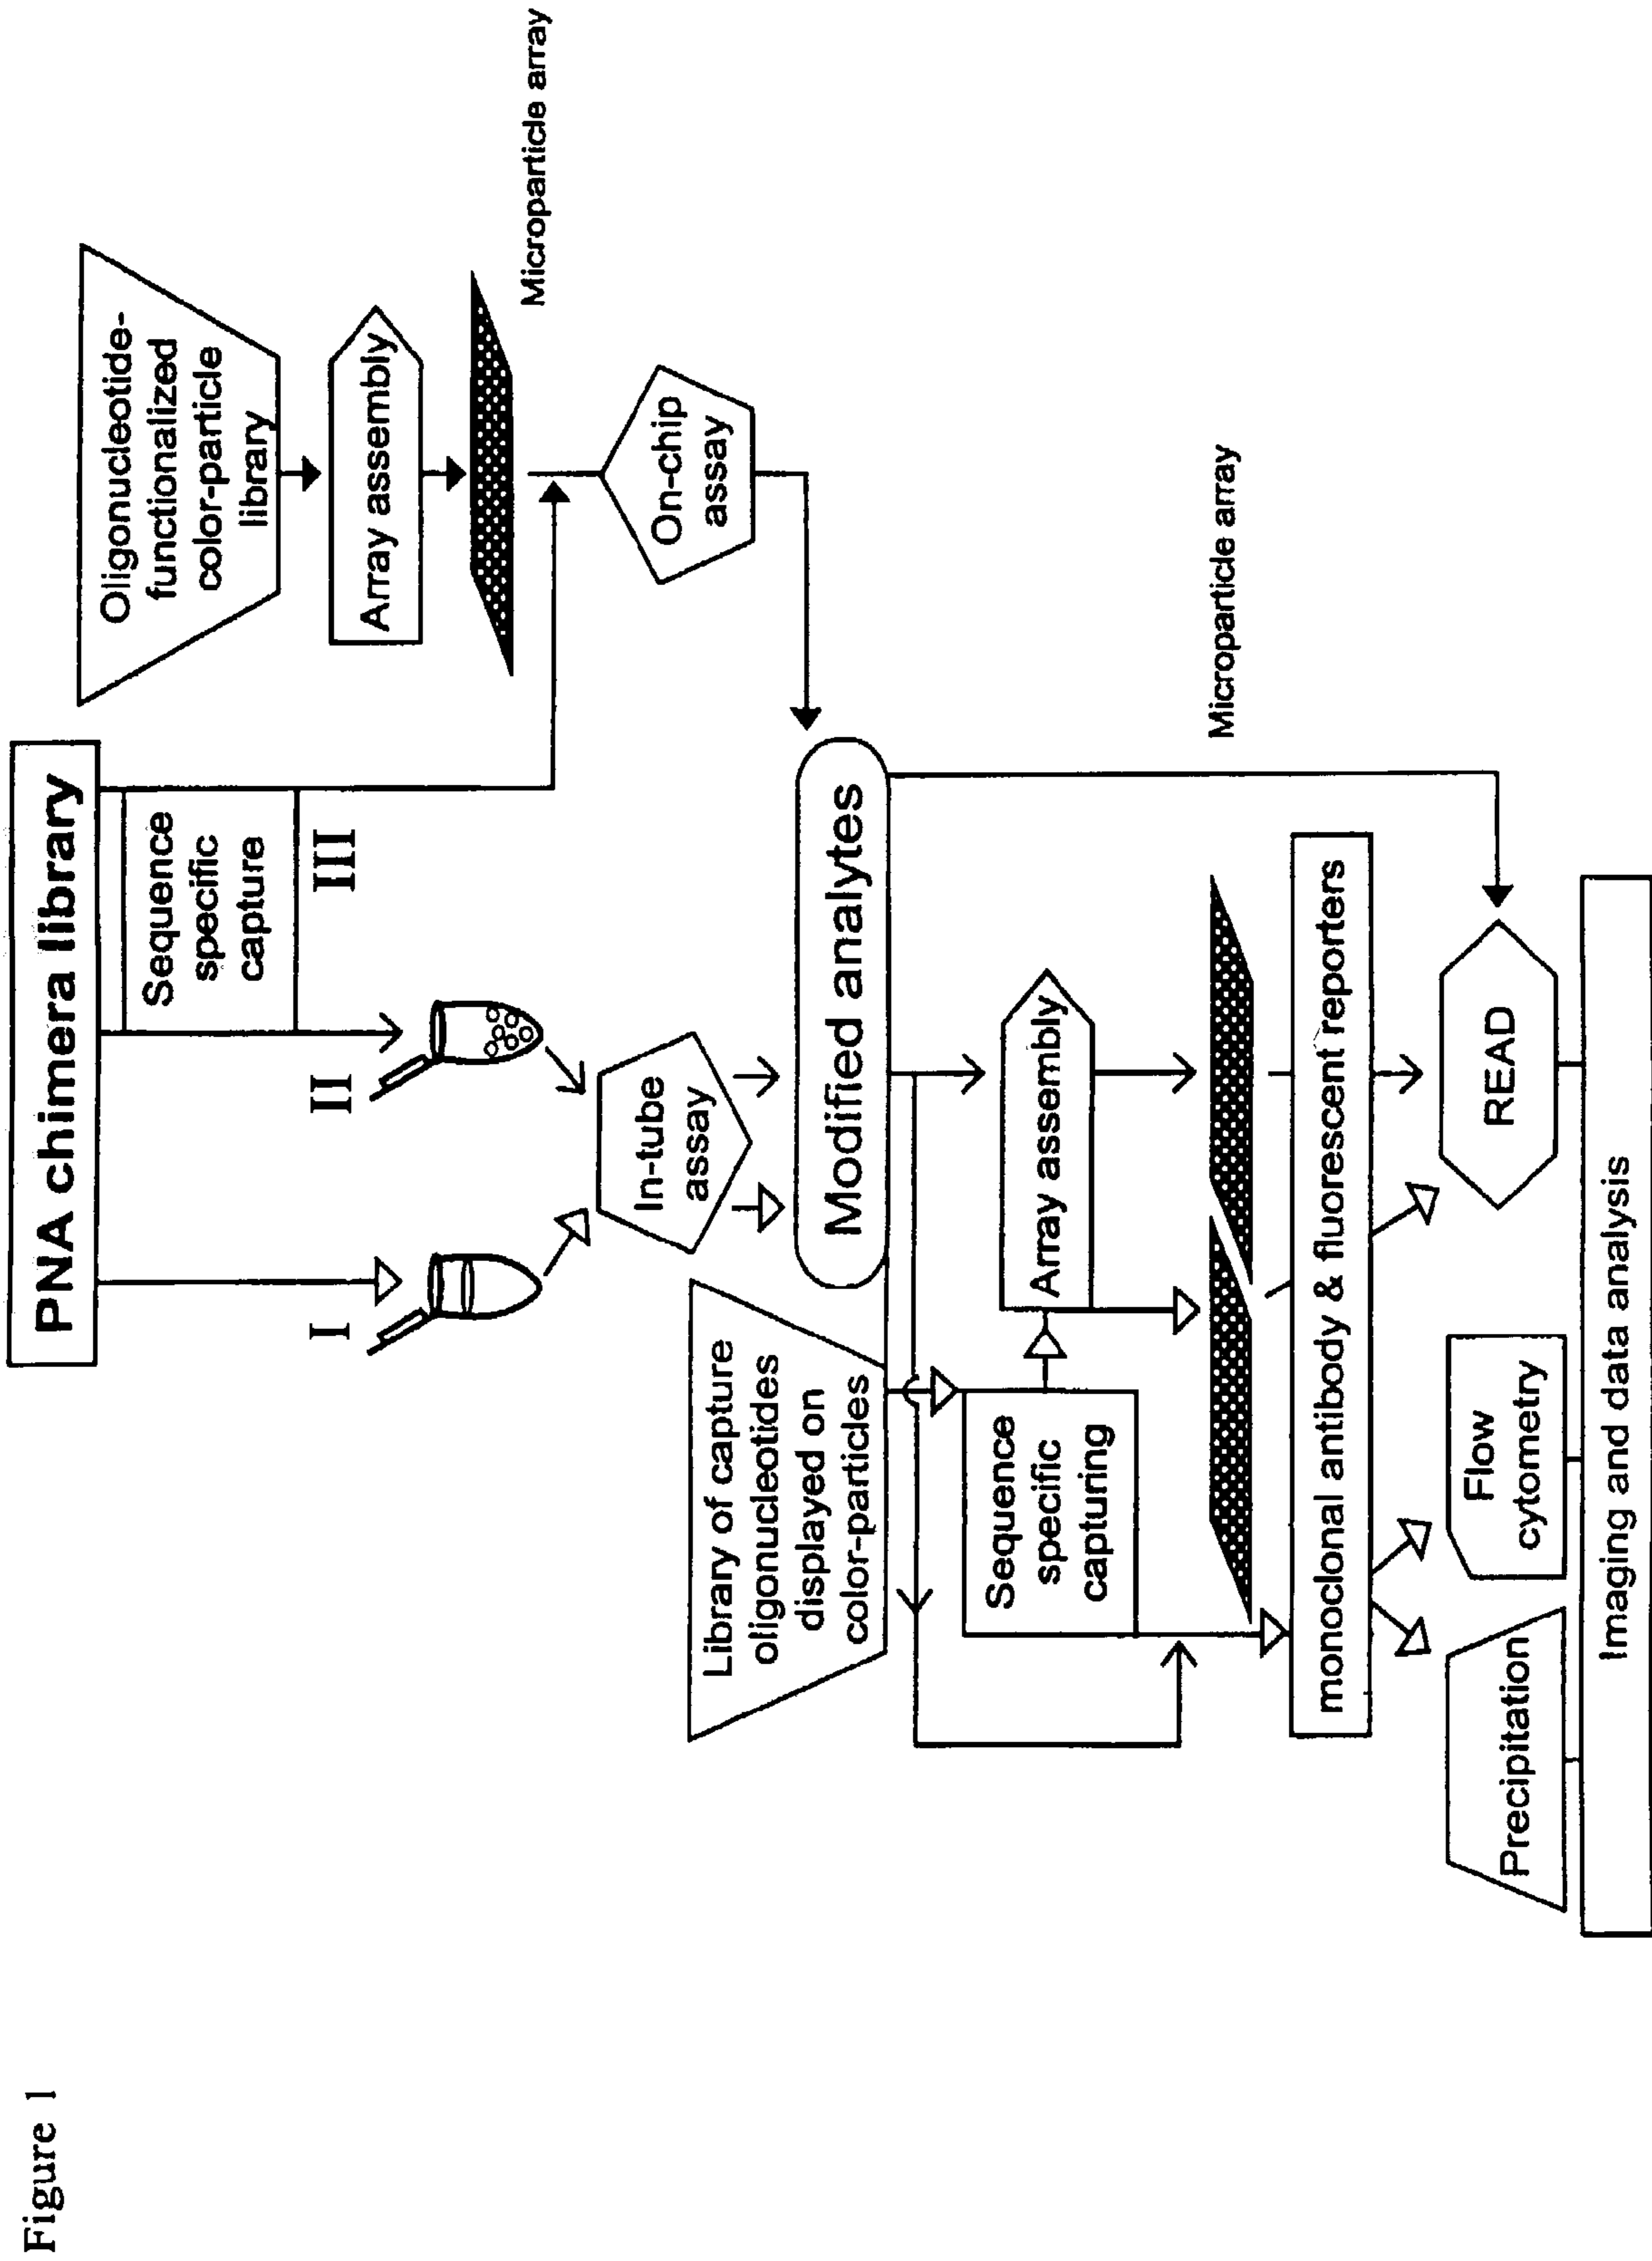 Figure 1
PNA chimera library
Sequence
specific
capture
I
II
III
Oligonucleotide-
functionalized
color-particle
library
Array assembly
Microparticle array
In-tube
assay
On-chip
assay
Modified analytes
Library of capture
oligonucleotides
displayed on
color-particles
Sequence
specific
capturing
Array assembly
Microparticle array
monoclonal antibody & fluorescent reporters
Precipitation
Flow
cytometry
READ
Imaging and data analysis